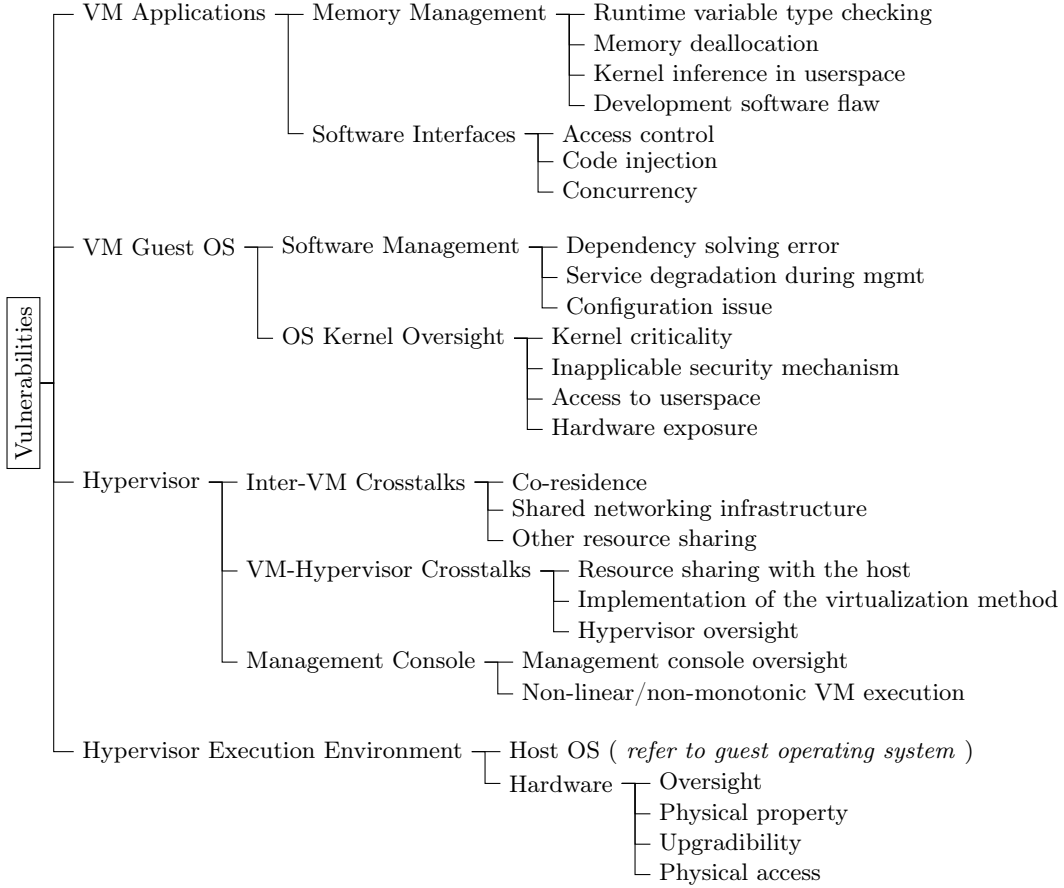 Vulnerabilities
VM Applications
Memory Management
Runtime variable type checking
Memory deallocation
Kernel inference in userspace
Development software flaw
Software Interfaces
Access control
Code injection
Concurrency
VM Guest OS
Software Management
Dependency solving error
Service degradation during mgmt
Configuration issue
OS Kernel Oversight
Kernel criticality
Inapplicable security mechanism
Access to userspace
Hardware exposure
Hypervisor
Inter-VM Crosstalks
Co-residence
Shared networking infrastructure
Other resource sharing
VM-Hypervisor Crosstalks
Resource sharing with the host
Implementation of the virtualization method
Hypervisor oversight
Management Console
Management console oversight
Non-linear/non-monotonic VM execution
Hypervisor Execution Environment
Host OS ( refer to guest operating system )
Hardware
Oversight
Physical property
Upgradibility
Physical access